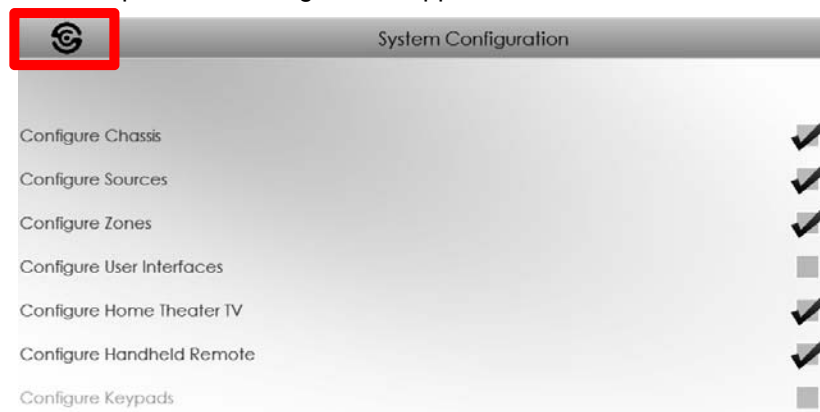 System Configuration
Configure Chassis
Configure Sources
Configure Zones
Configure User Interfaces
Configure Home Theater TV
Configure Handheld Remote
Configure Keypads